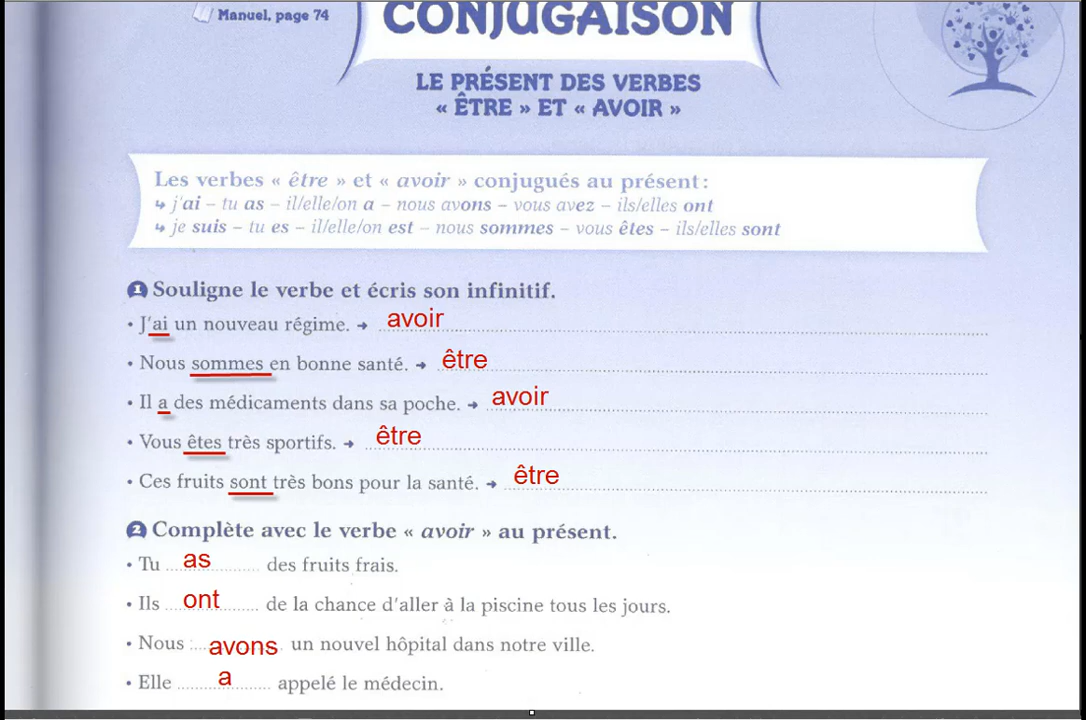 Manuel, page 74
CONJUGAISON
LE PRÉSENT DES VERBES
« ÊTRE » ET « AVOIR »
Les verbes « être » et « avoir » conjugués au présent :
↳ j'ai – tu as – il/elle/on a – nous avons – vous avez – ils/elles ont
↳ je suis – tu es – il/elle/on est – nous sommes – vous êtes – ils/elles sont
1 Souligne le verbe et écris son infinitif.
• J'ai un nouveau régime. → avoir
• Nous sommes en bonne santé. → être
• Il a des médicaments dans sa poche. → avoir
• Vous êtes très sportifs. → être
• Ces fruits sont très bons pour la santé. → être
2 Complète avec le verbe « avoir » au présent.
• Tu as des fruits frais.
• Ils ont de la chance d'aller à la piscine tous les jours.
• Nous avons un nouvel hôpital dans notre ville.
• Elle a appelé le médecin.